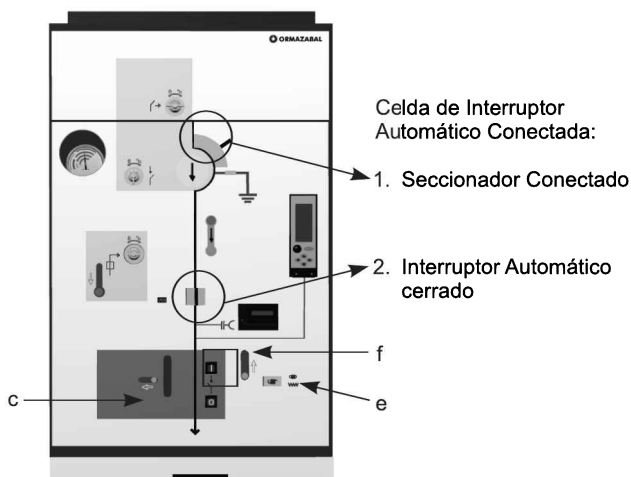 ORMAZABAL
Celda de Interruptor
Automático Conectada:
1. Seccionador Conectado
2. Interruptor Automático
cerrado
f
e
c
I